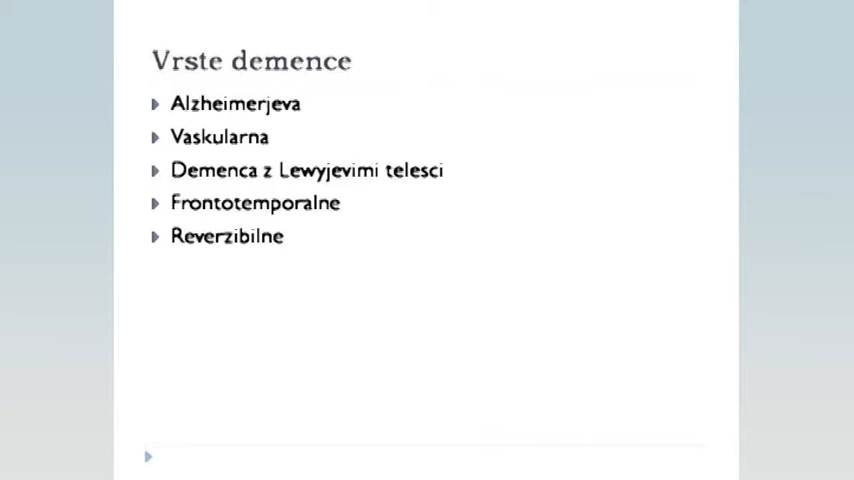 Vrste demence
Alzheimerjeva
Vaskularna
Demenca z Lewyjevimi telesci
Frontotemporalne
Reverzibilne